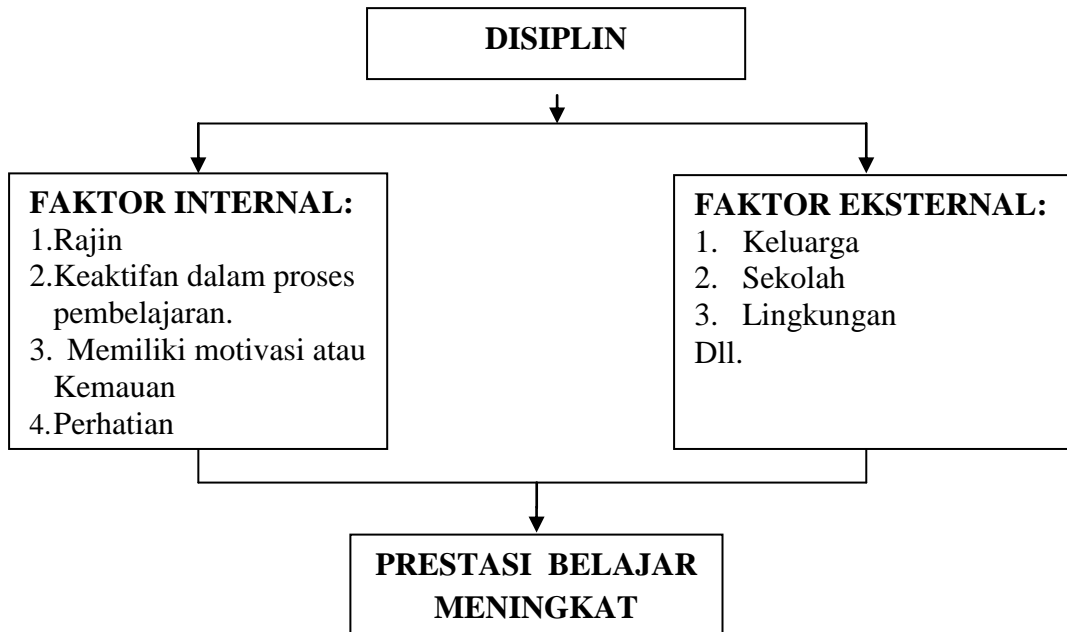 DISIPLIN
FAKTOR INTERNAL:
1.Rajin
2.Keaktifan dalam proses
pembelajaran.
3. Memiliki motivasi atau
Kemauan
4.Perhatian
FAKTOR EKSTERNAL:
1. Keluarga
2. Sekolah
3. Lingkungan
Dll.
PRESTASI BELAJAR
MENINGKAT